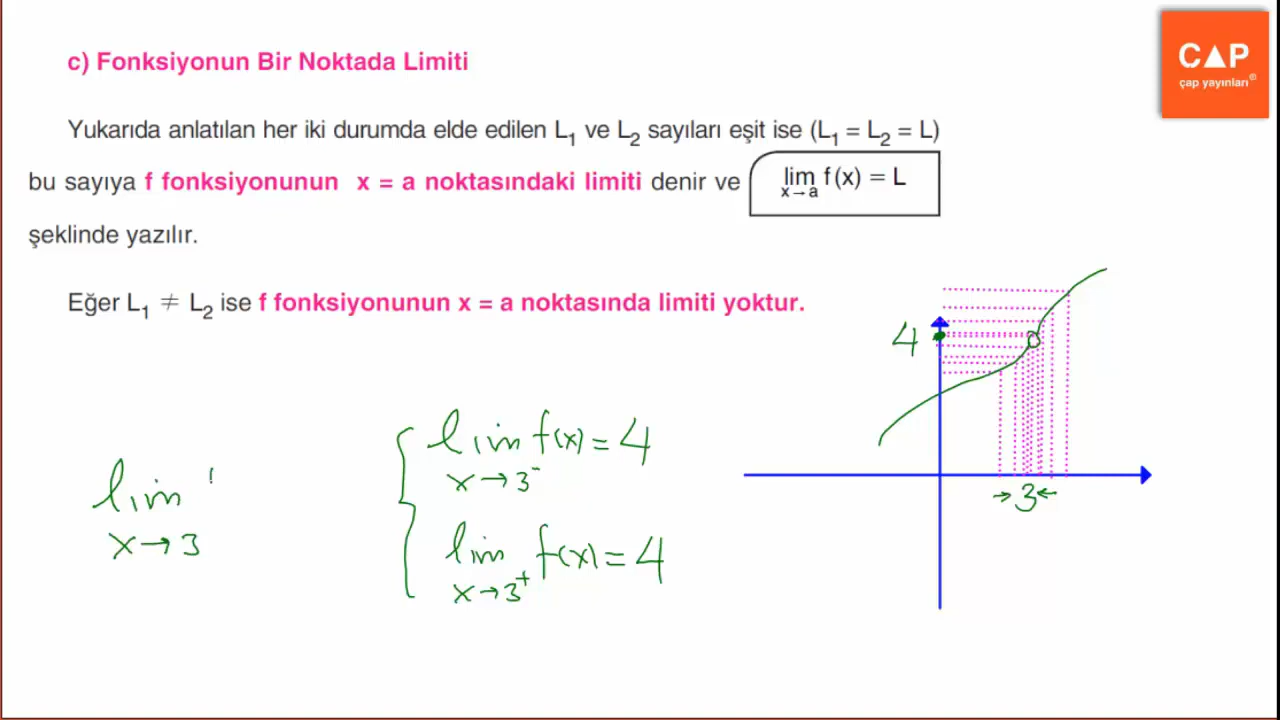 c) Fonksiyonun Bir Noktada Limiti
CAP
çap yayınları®
Yukarıda anlatılan her iki durumda elde edilen L₁ ve L₂ sayıları eşit ise (L₁ = L₂ = L)
bu sayıya f fonksiyonunun x = a noktasındaki limiti denir ve lim x→a f(x) = L
şeklinde yazılır.
Eğer L₁ ≠ L₂ ise f fonksiyonunun x = a noktasında limiti yoktur.
4
lim f(x) = 4
x→3⁻
lim
x→3
→3←
lim f(x) = 4
x→3⁺